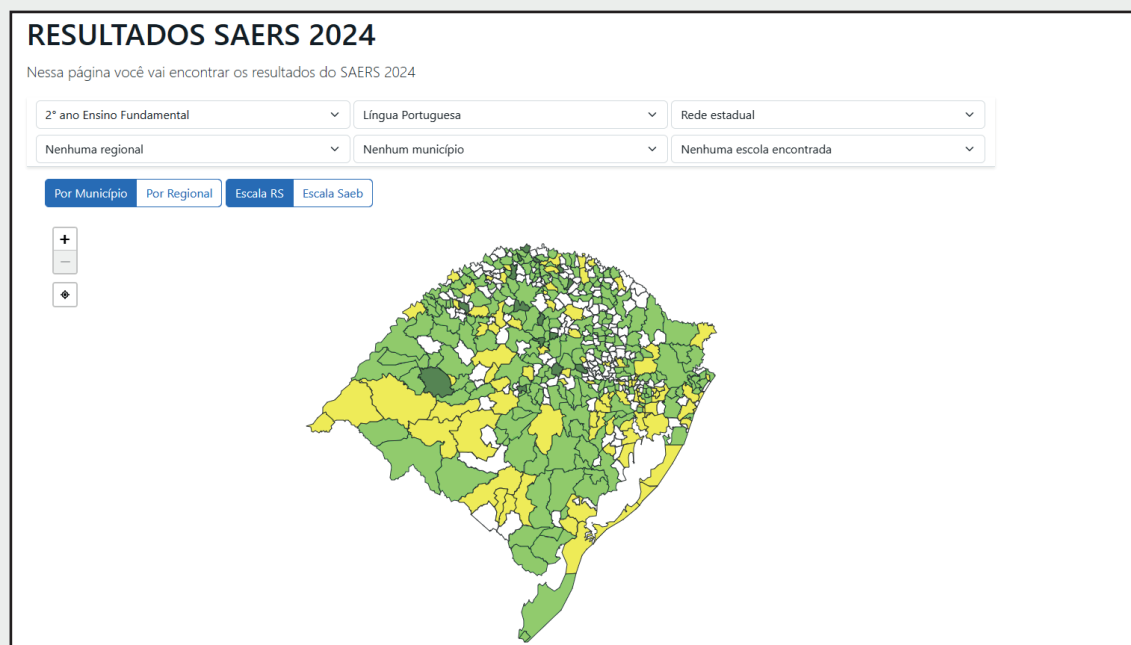 RESULTADOS SAERS 2024
Nessa página você vai encontrar os resultados do SAERS 2024
2° ano Ensino Fundamental Língua Portuguesa Rede estadual
Nenhuma regional Nenhum município Nenhuma escola encontrada
Por Município Por Regional Escala RS Escala Saeb
+
−